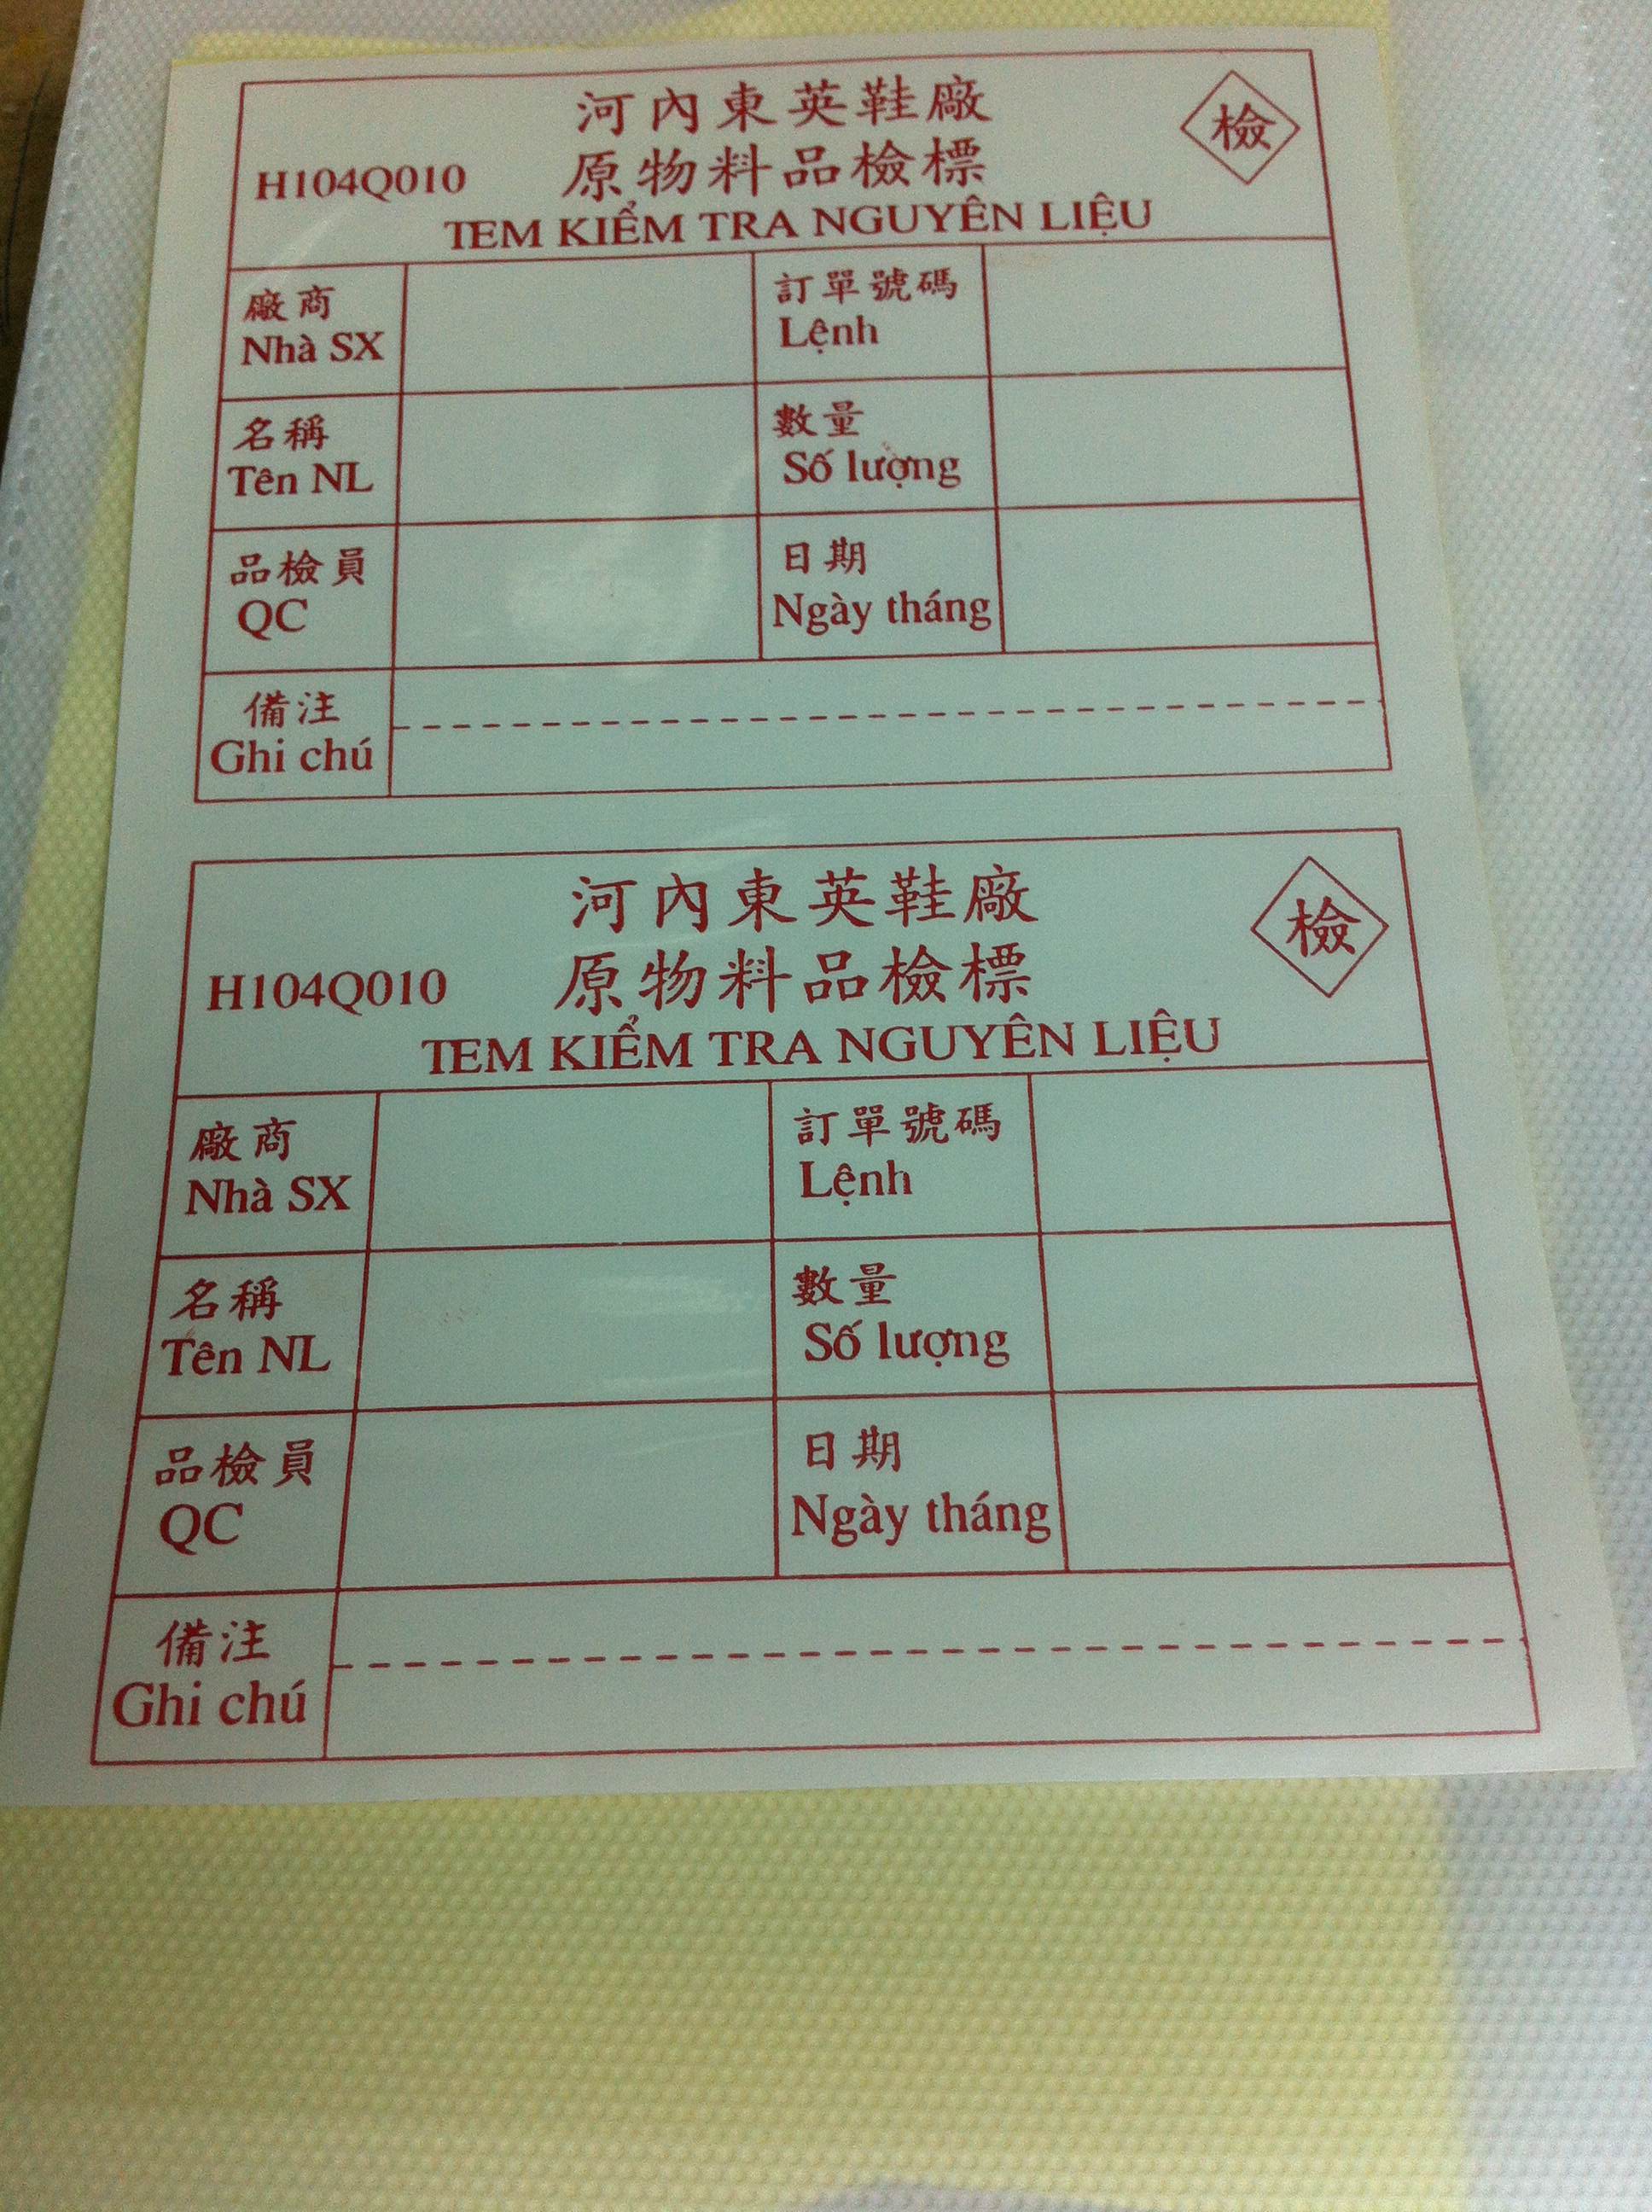 河內東英鞋廠
檢
H104Q010
原物料品檢標
TEM KIỂM TRA NGUYÊN LIỆU
廠商
Nhà SX
訂單號碼
Lệnh
名稱
Tên NL
數量
Số lượng
品檢員
QC
日期
Ngày tháng
備注
Ghi chú
河內東英鞋廠
檢
H104Q010
原物料品檢標
TEM KIỂM TRA NGUYÊN LIỆU
廠商
Nhà SX
訂單號碼
Lệnh
名稱
Tên NL
數量
Số lượng
品檢員
QC
日期
Ngày tháng
備注
Ghi chú